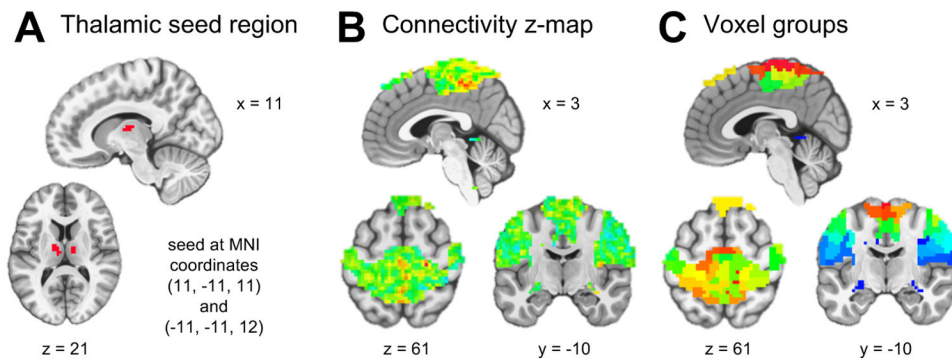 A Thalamic seed region
x = 11
seed at MNI
coordinates
(11, -11, 11)
and
(-11, -11, 12)
z = 21
B Connectivity z-map
x = 3
z = 61
y = -10
C Voxel groups
x = 3
z = 61
y = -10